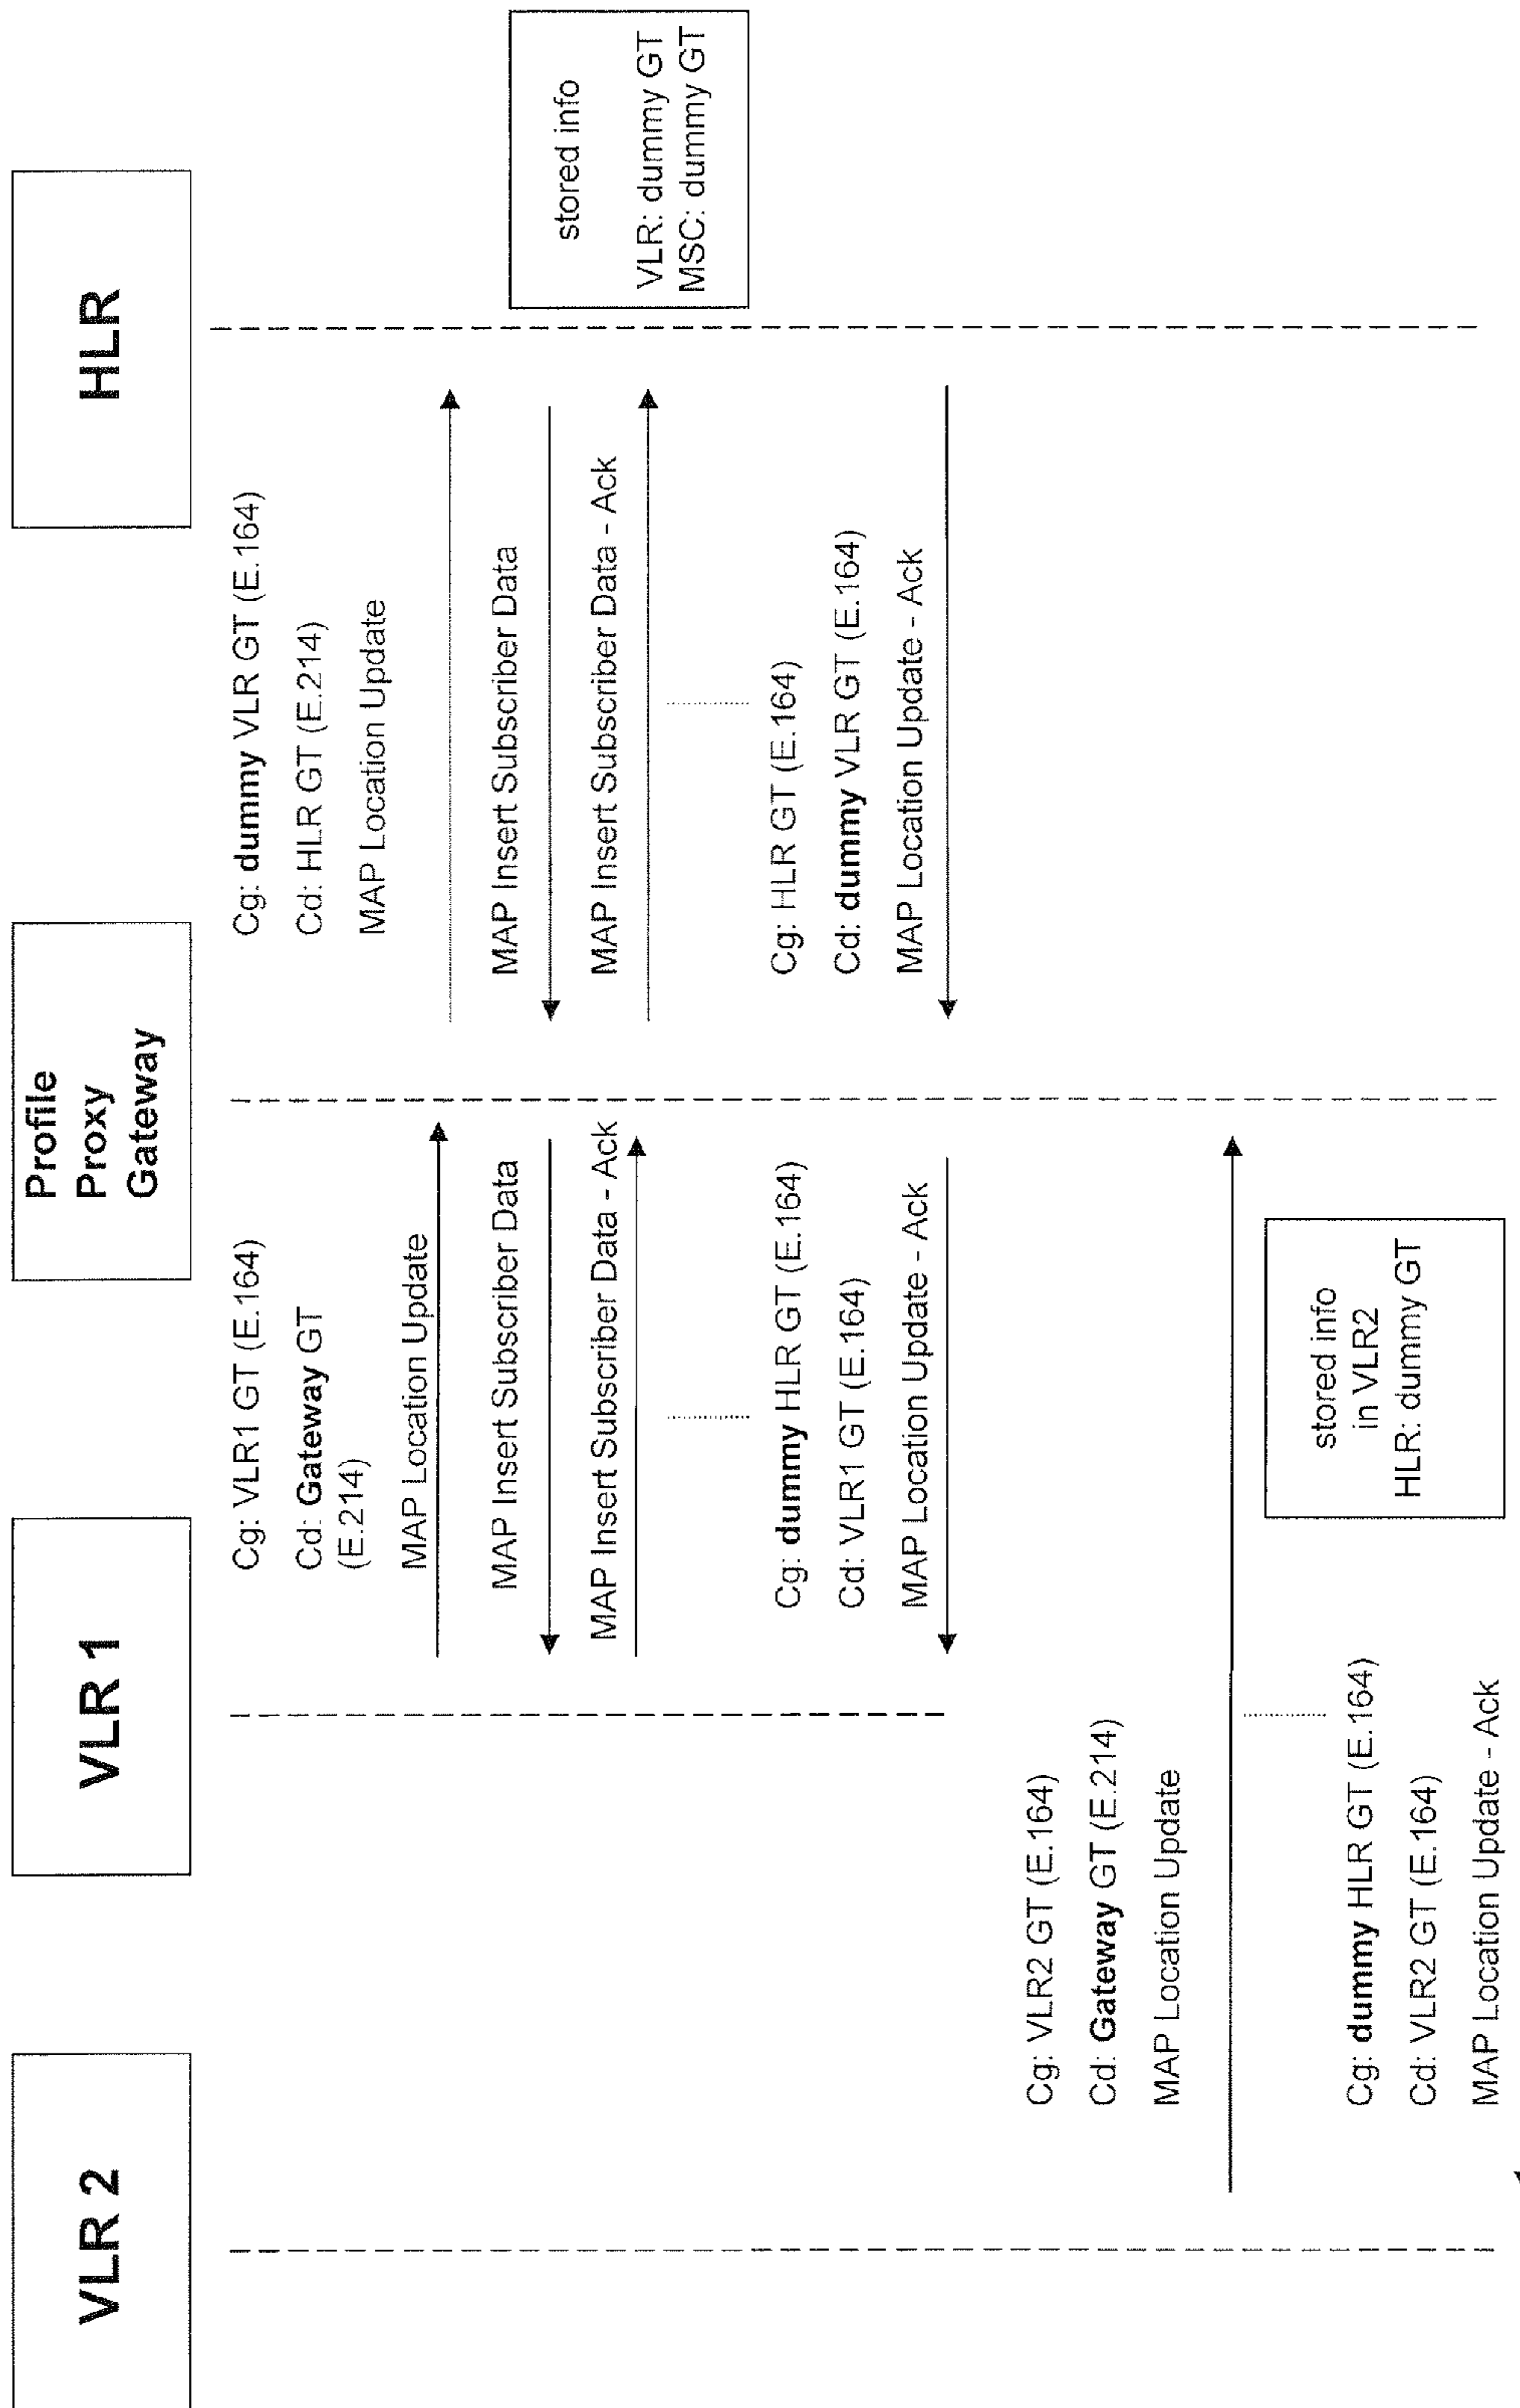 VLR 2
VLR 1
Profile
Proxy
Gateway
HLR
Cg: VLR1 GT (E.164)
Cd: Gateway GT
(E.214)
MAP Location Update
Cg: dummy VLR GT (E.164)
Cd: HLR GT (E.214)
MAP Location Update
MAP Insert Subscriber Data
MAP Insert Subscriber Data
MAP Insert Subscriber Data - Ack
MAP Insert Subscriber Data - Ack
stored info
VLR: dummy GT
MSC: dummy GT
Cg: dummy HLR GT (E.164)
Cd: VLR1 GT (E.164)
MAP Location Update - Ack
Cg: HLR GT (E.164)
Cd: dummy VLR GT (E.164)
MAP Location Update - Ack
Cg: VLR2 GT (E.164)
Cd: Gateway GT (E.214)
MAP Location Update
Cg: dummy HLR GT (E.164)
Cd: VLR2 GT (E.164)
MAP Location Update - Ack
stored info
in VLR2
HLR: dummy GT